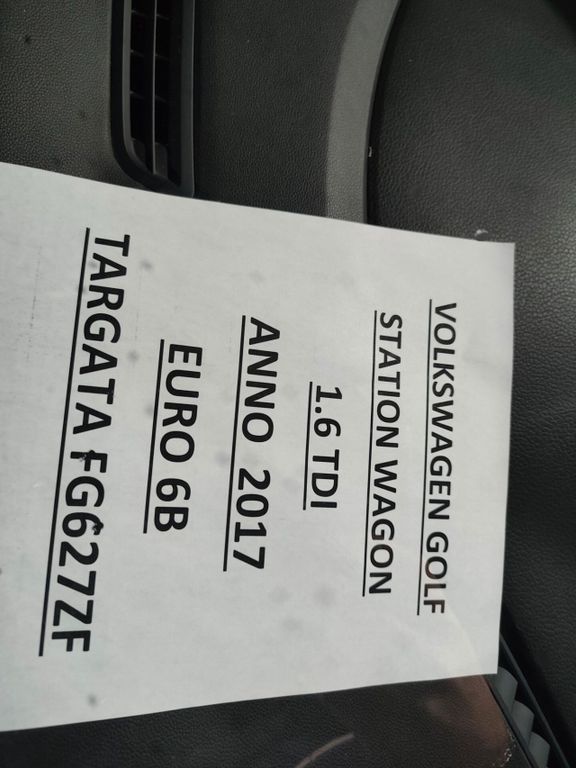 VOLKSWAGEN GOLF
STATION WAGON
1.6 TDI
ANNO 2017
EURO 6B
TARGATA FG627ZF